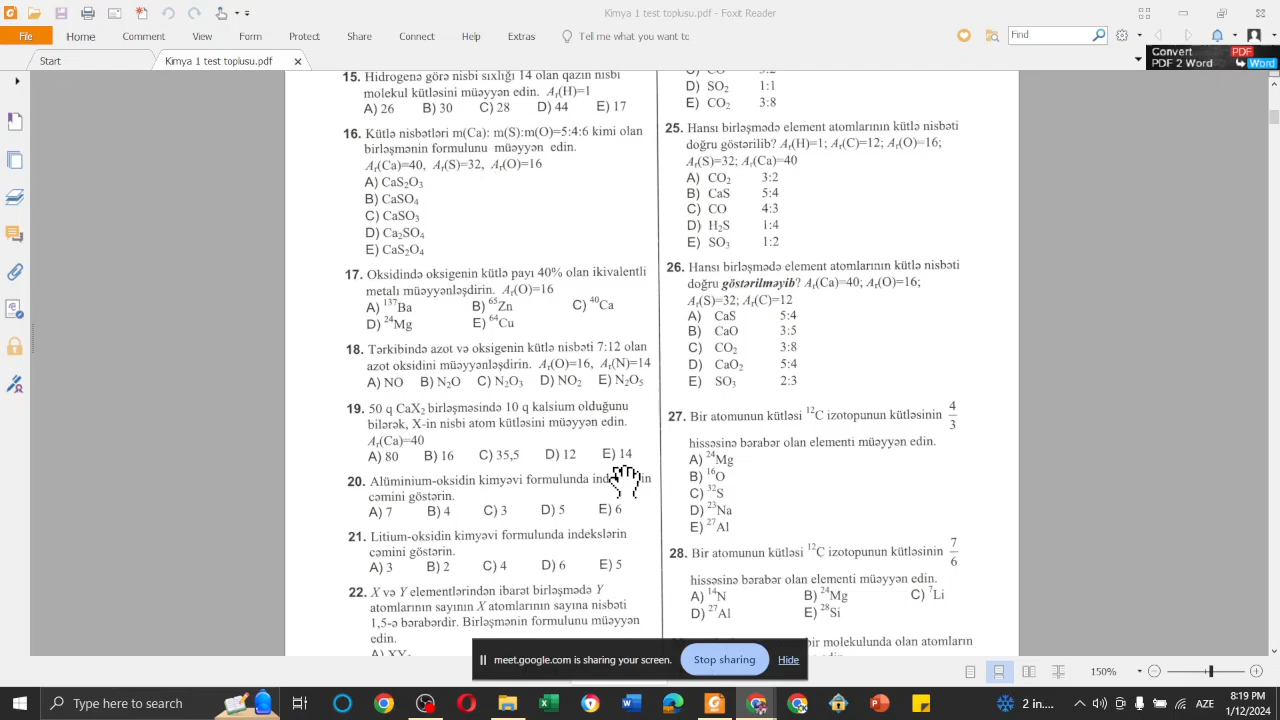 Kimya 1 test toplusu.pdf - Foxit Reader
File Home Comment View Form Protect Share Connect Help Extras Tell me what you want to Find
Start Kimya 1 test toplusu.pdf
Convert PDF
PDF 2 Word Word
15. Hidrogenə görə nisbi sıxlığı 14 olan qazın nisbi
molekul kütləsini müəyyən edin. Aᵣ(H)=1
A) 26 B) 30 C) 28 D) 44 E) 17
16. Kütlə nisbətləri m(Ca): m(S):m(O)=5:4:6 kimi olan
birləşmənin formulunu müəyyən edin.
Aᵣ(Ca)=40, Aᵣ(S)=32, Aᵣ(O)=16
A) CaS₂O₃
B) CaSO₄
C) CaSO₃
D) Ca₂SO₄
E) CaS₂O₄
17. Oksidində oksigenin kütlə payı 40% olan ikivalentli
metalı müəyyənləşdirin. Aᵣ(O)=16
A) ¹³⁷Ba B) ⁶⁵Zn C) ⁴⁰Ca
D) ²⁴Mg E) ⁶⁴Cu
18. Tərkibində azot və oksigenin kütlə nisbəti 7:12 olan
azot oksidini müəyyənləşdirin. Aᵣ(O)=16, Aᵣ(N)=14
A) NO B) N₂O C) N₂O₃ D) NO₂ E) N₂O₅
19. 50 q CaX₂ birləşməsində 10 q kalsium olduğunu
bilərək, X-in nisbi atom kütləsini müəyyən edin.
Aᵣ(Ca)=40
A) 80 B) 16 C) 35,5 D) 12 E) 14
20. Alüminium-oksidin kimyəvi formulunda
cəmini göstərin.
A) 7 B) 4 C) 3 D) 5 E) 6
21. Litium-oksidin kimyəvi formulunda indekslərin
cəmini göstərin.
A) 3 B) 2 C) 4 D) 6 E) 5
22. X və Y elementlərindən ibarət birləşmədə Y
atomlarının sayının X atomlarının sayına nisbəti
1,5-ə bərabərdir. Birləşmənin formulunu müəyyən
edin.
D) SO₂ 1:1
E) CO₂ 3:8
25. Hansı birləşmədə element atomlarının kütlə nisbəti
doğru göstərilib? Aᵣ(H)=1; Aᵣ(C)=12; Aᵣ(O)=16;
Aᵣ(S)=32; Aᵣ(Ca)=40
A) CO₂ 3:2
B) CaS 5:4
C) CO 4:3
D) H₂S 1:4
E) SO₃ 1:2
26. Hansı birləşmədə element atomlarının kütlə nisbəti
doğru göstərilməyib? Aᵣ(Ca)=40; Aᵣ(O)=16;
Aᵣ(S)=32; Aᵣ(C)=12
A) CaS 5:4
B) CaO 3:5
C) CO₂ 3:8
D) CaO₂ 5:4
E) SO₃ 2:3
27. Bir atomunun kütləsi ¹²C izotopunun kütləsinin 4/3
hissəsinə bərabər olan elementi müəyyən edin.
A) ²⁴Mg
B) ¹⁶O
C) ³²S
D) ²³Na
E) ²⁷Al
28. Bir atomunun kütləsi ¹²C izotopunun kütləsinin 7/6
hissəsinə bərabər olan elementi müəyyən edin.
A) ¹⁴N B) ²⁴Mg C) ⁷Li
D) ²⁷Al E) ²⁸Si
bir molekulunda olan atomların
meet.google.com is sharing your screen. Stop sharing Hide
150%
Type here to search
2 in... AZE 8:19 PM
1/12/2024